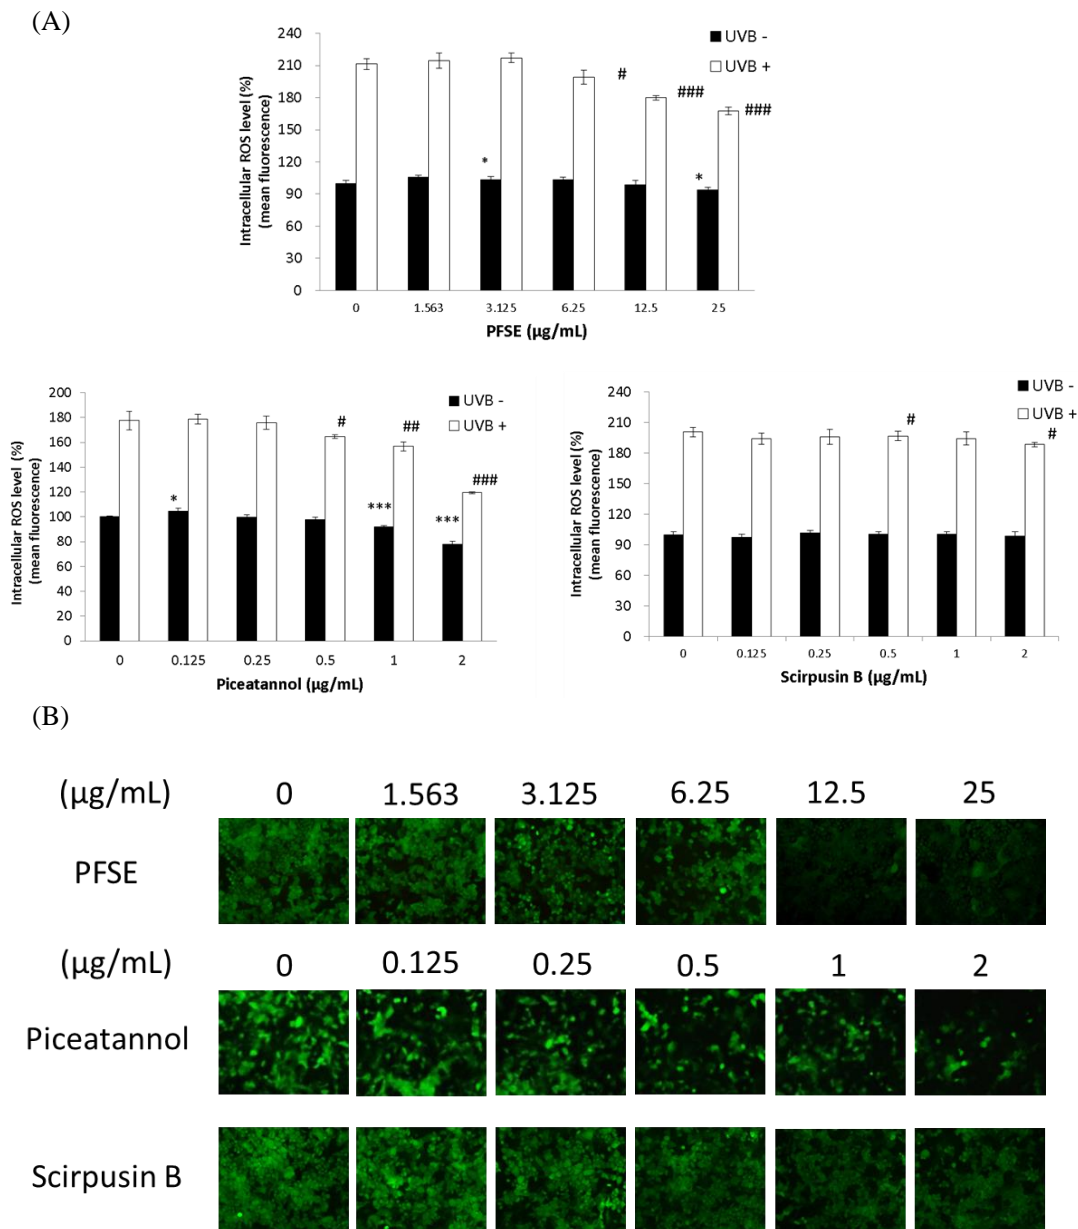 (A)
240
210
180
150
120
90
60
30
0
Intracellular ROS level (%)
(mean fluorescence)
UVB -
UVB +
*
#
###
*
###
0 1.563 3.125 6.25 12.5 25
PFSE (µg/mL)
200
180
160
140
120
100
80
60
40
20
0
Intracellular ROS level (%)
(mean fluorescence)
UVB -
UVB +
*
#
***
##
***
###
0 0.125 0.25 0.5 1 2
Piceatannol (µg/mL)
240
210
180
150
120
90
60
30
0
Intracellular ROS level (%)
(mean fluorescence)
UVB -
UVB +
#
#
0 0.125 0.25 0.5 1 2
Scirpusin B (µg/mL)
(B)
(µg/mL) 0 1.563 3.125 6.25 12.5 25
PFSE
(µg/mL) 0 0.125 0.25 0.5 1 2
Piceatannol
Scirpusin B